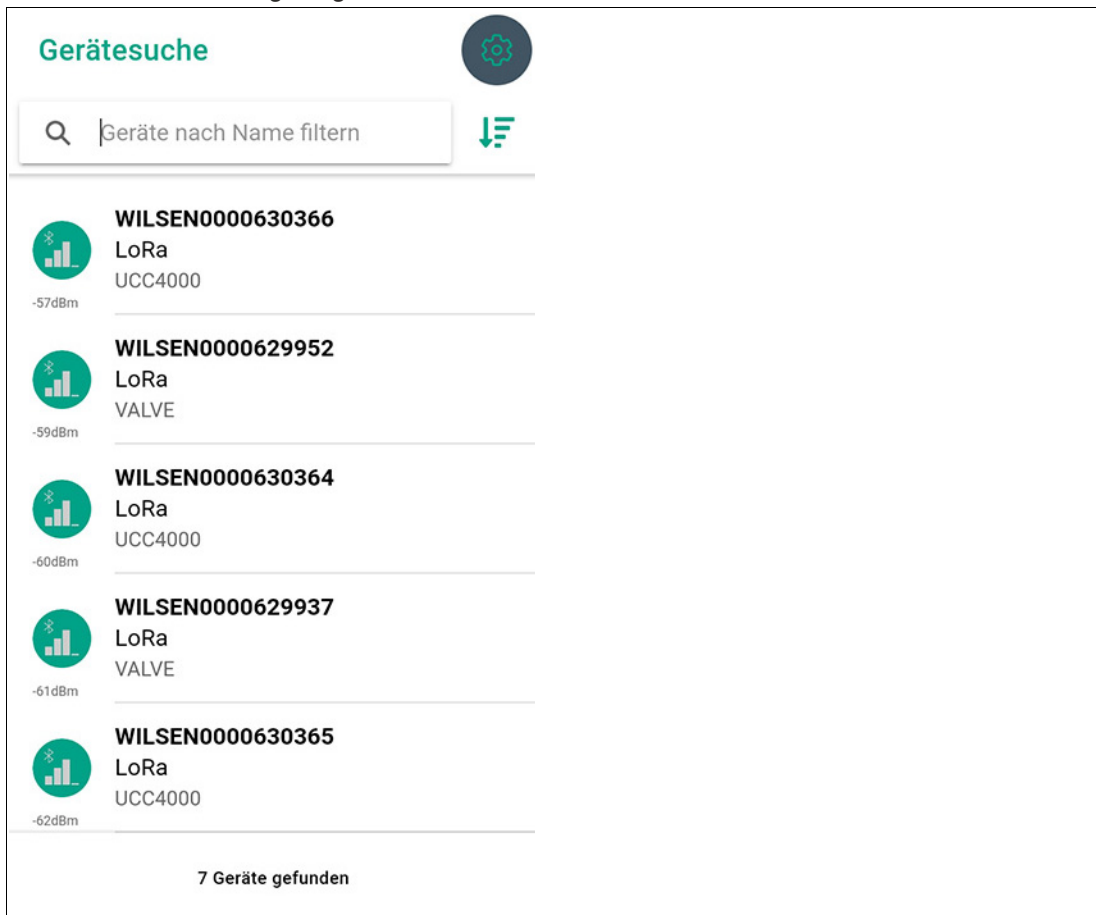 Gerätesuche
Geräte nach Name filtern
WILSEN0000630366
LoRa
UCC4000
-57dBm
WILSEN0000629952
LoRa
VALVE
-59dBm
WILSEN0000630364
LoRa
UCC4000
-60dBm
WILSEN0000629937
LoRa
VALVE
-61dBm
WILSEN0000630365
LoRa
UCC4000
-62dBm
7 Geräte gefunden